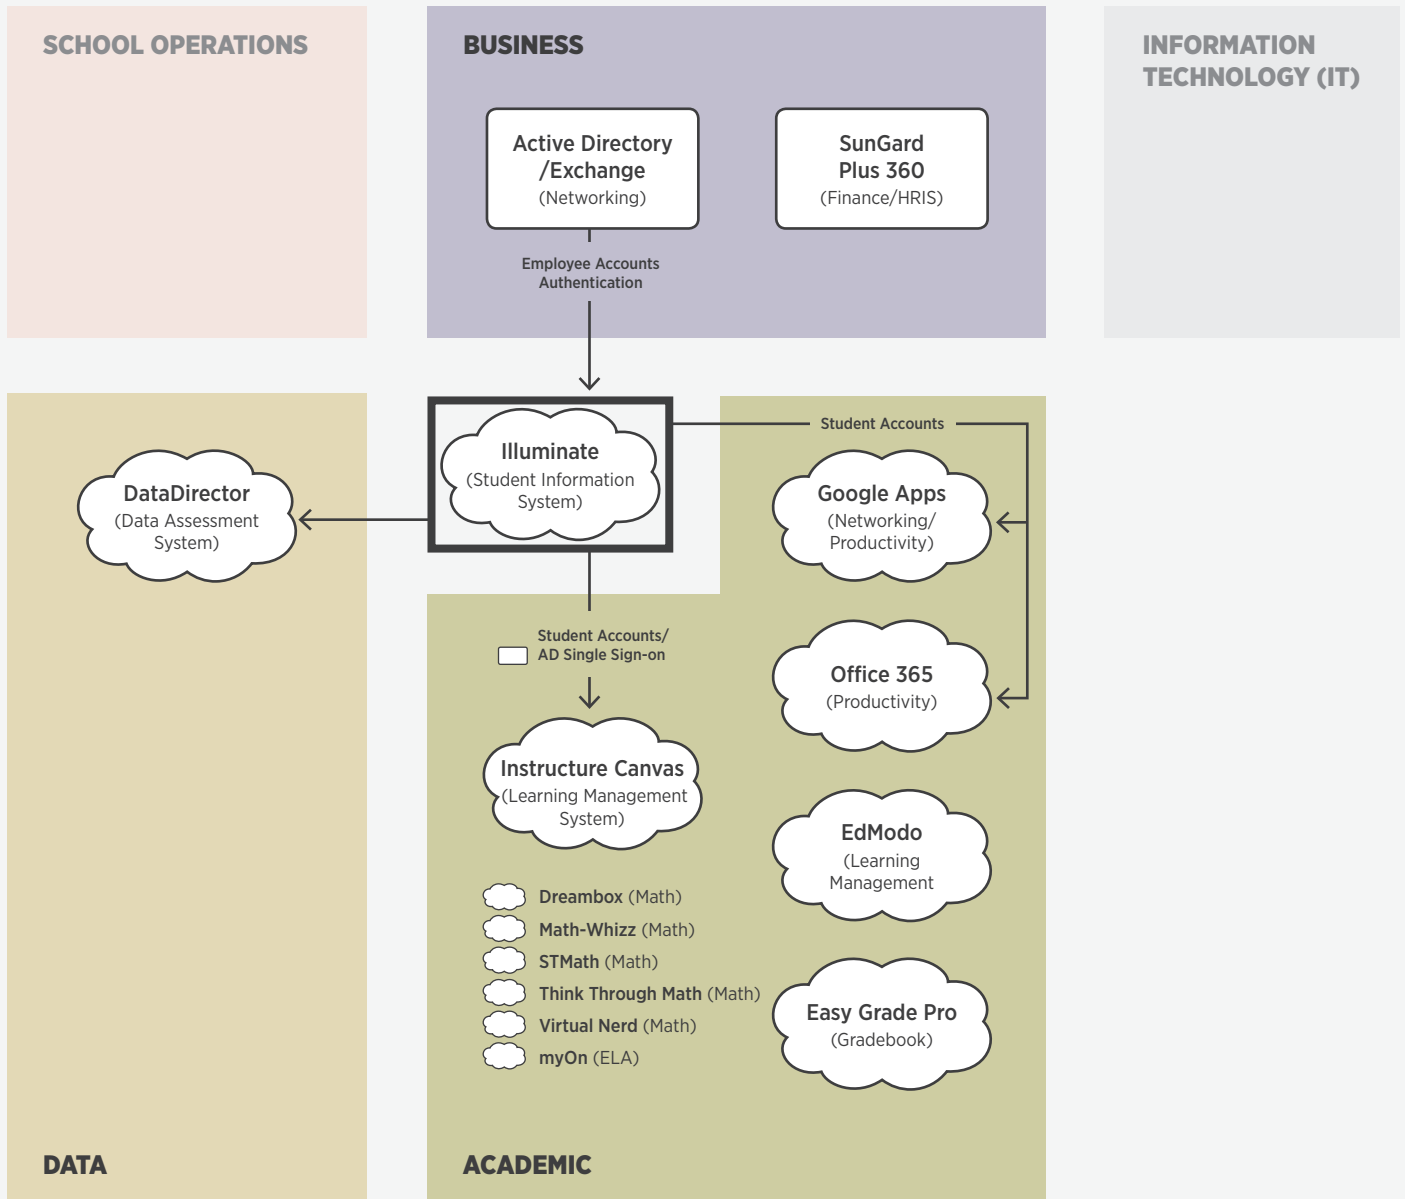 SCHOOL OPERATIONS
BUSINESS
INFORMATION
TECHNOLOGY (IT)
Active Directory
/Exchange
(Networking)
SunGard
Plus 360
(Finance/HRIS)
Employee Accounts
Authentication
Illuminate
(Student Information
System)
Student Accounts
DataDirector
(Data Assessment
System)
Google Apps
(Networking/
Productivity)
Student Accounts/
AD Single Sign-on
Office 365
(Productivity)
Instructure Canvas
(Learning Management
System)
EdModo
(Learning
Management
Dreambox (Math)
Math-Whizz (Math)
STMath (Math)
Think Through Math (Math)
Virtual Nerd (Math)
myOn (ELA)
Easy Grade Pro
(Gradebook)
DATA
ACADEMIC